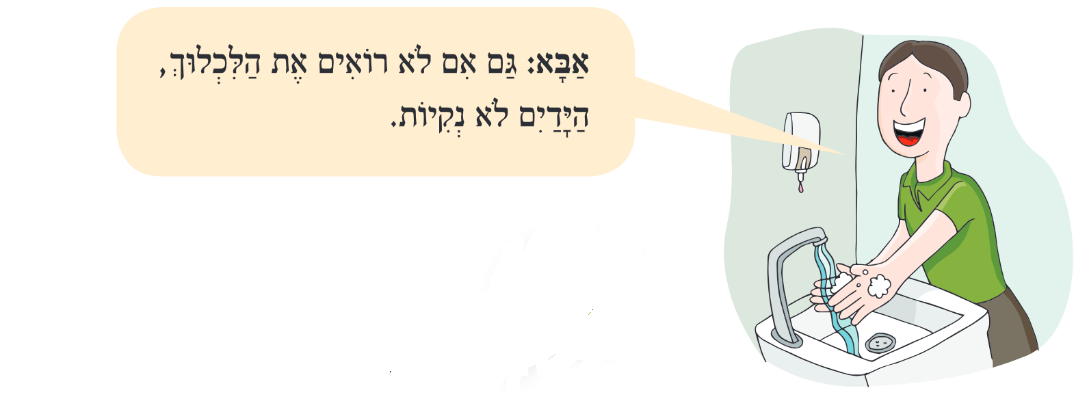 אַבָּא: גַּם אִם לֹא רוֹאִים אֶת הַלִּכְלוּךְ,
הַיָּדַיִם לֹא נְקִיּוֹת.